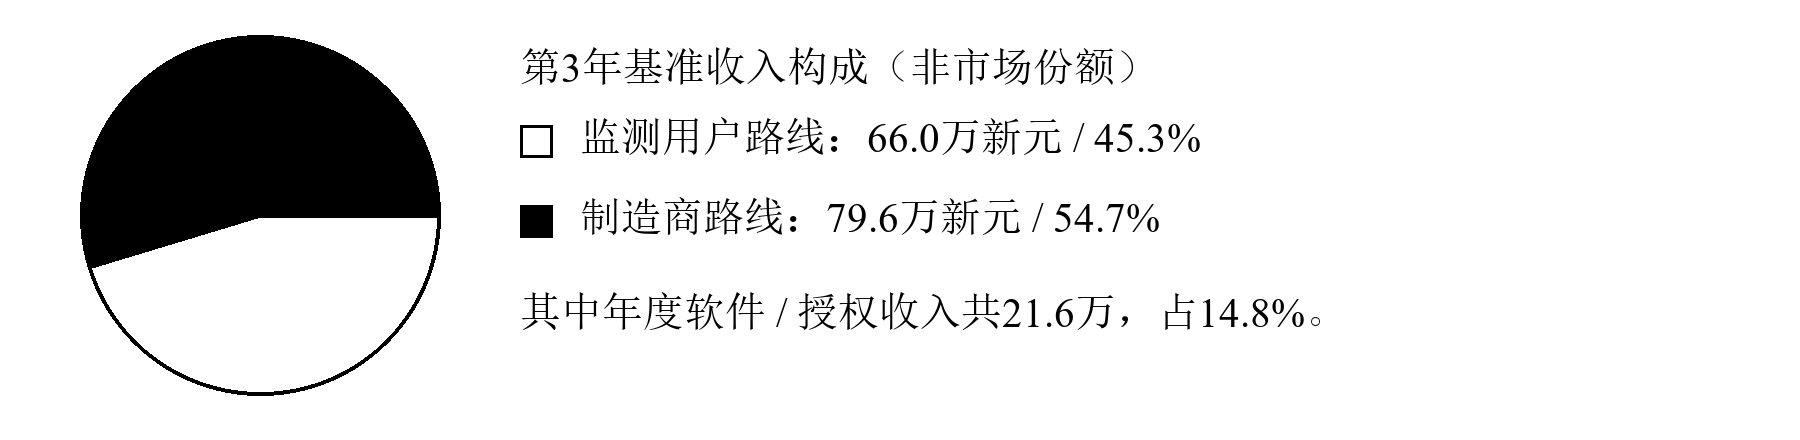 第3年基准收入构成（非市场份额）
监测用户路线：66.0万新元 / 45.3%
制造商路线：79.6万新元 / 54.7%
其中年度软件 / 授权收入共21.6万，占14.8%。